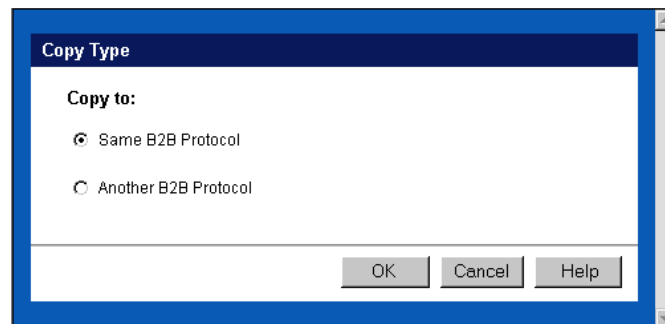 Copy Type
Copy to:
Same B2B Protocol
Another B2B Protocol
OK Cancel Help